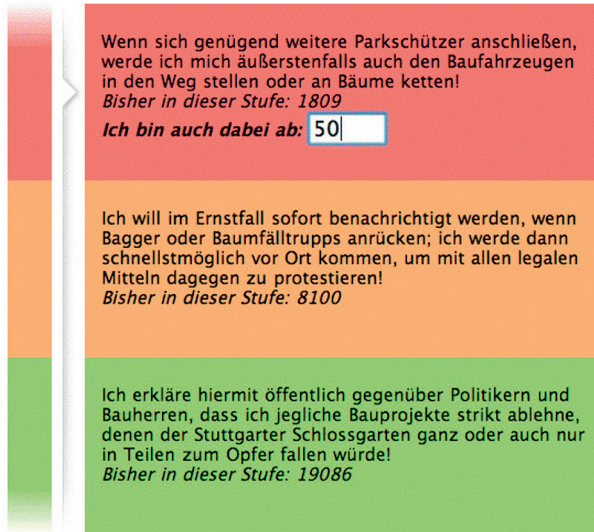 Wenn sich genügend weitere Parkschützer anschließen,
werde ich mich äußerstenfalls auch den Baufahrzeugen
in den Weg stellen oder an Bäume ketten!
Bisher in dieser Stufe: 1809
Ich bin auch dabei ab: 50
Ich will im Ernstfall sofort benachrichtigt werden, wenn
Bagger oder Baumfälltrupps anrücken; ich werde dann
schnellstmöglich vor Ort kommen, um mit allen legalen
Mitteln dagegen zu protestieren!
Bisher in dieser Stufe: 8100
Ich erkläre hiermit öffentlich gegenüber Politikern und
Bauherren, dass ich jegliche Bauprojekte strikt ablehne,
denen der Stuttgarter Schlossgarten ganz oder auch nur
in Teilen zum Opfer fallen würde!
Bisher in dieser Stufe: 19086